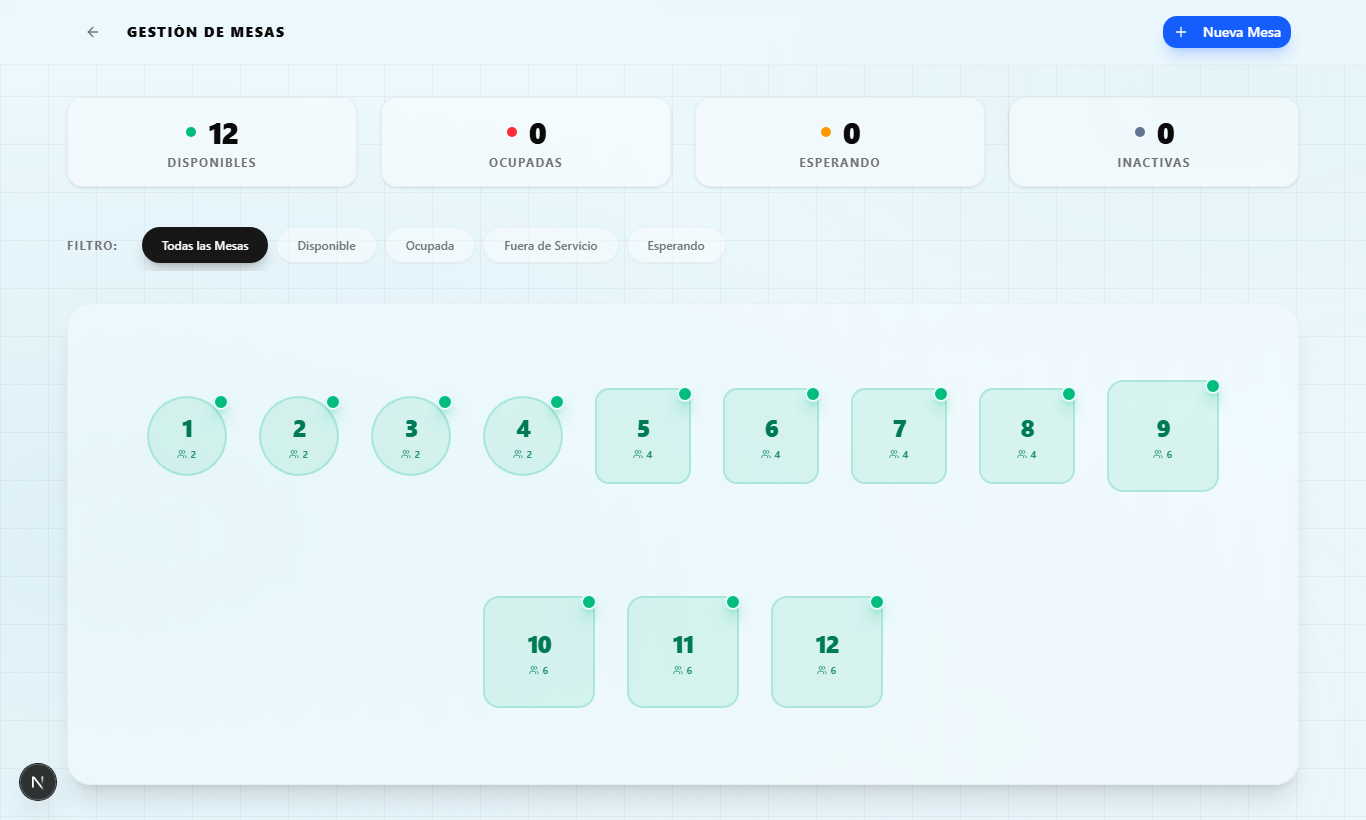 GESTIÓN DE MESAS
+ Nueva Mesa
12
DISPONIBLES
0
OCUPADAS
0
ESPERANDO
0
INACTIVAS
FILTRO:
Todas las Mesas
Disponible
Ocupada
Fuera de Servicio
Esperando
1
2
2
2
3
2
4
2
5
4
6
4
7
4
8
4
9
6
10
6
11
6
12
6
N